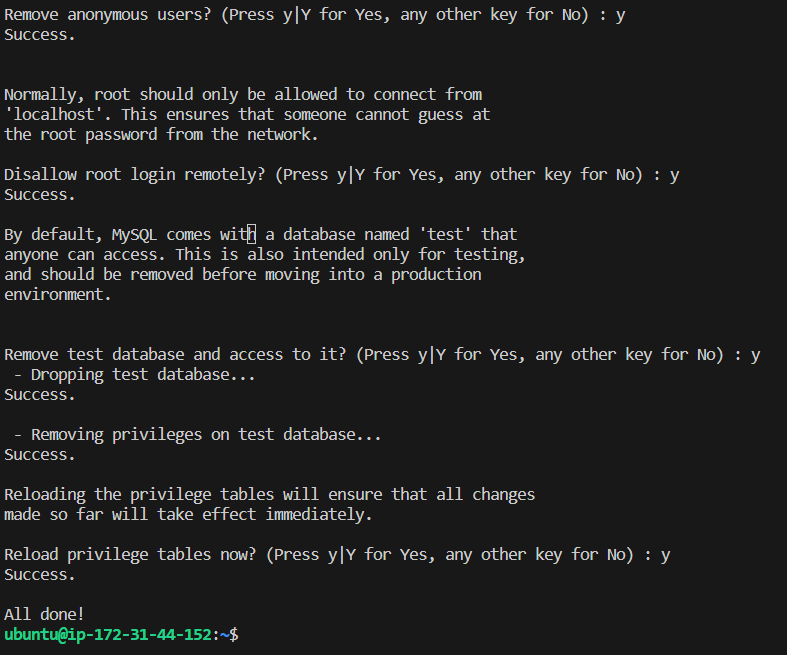 Remove anonymous users? (Press y|Y for Yes, any other key for No) : y
Success.
Normally, root should only be allowed to connect from
'localhost'. This ensures that someone cannot guess at
the root password from the network.
Disallow root login remotely? (Press y|Y for Yes, any other key for No) : y
Success.
By default, MySQL comes with a database named 'test' that
anyone can access. This is also intended only for testing,
and should be removed before moving into a production
environment.
Remove test database and access to it? (Press y|Y for Yes, any other key for No) : y
 - Dropping test database...
Success.
 - Removing privileges on test database...
Success.
Reloading the privilege tables will ensure that all changes
made so far will take effect immediately.
Reload privilege tables now? (Press y|Y for Yes, any other key for No) : y
Success.
All done!
ubuntu@ip-172-31-44-152:~$